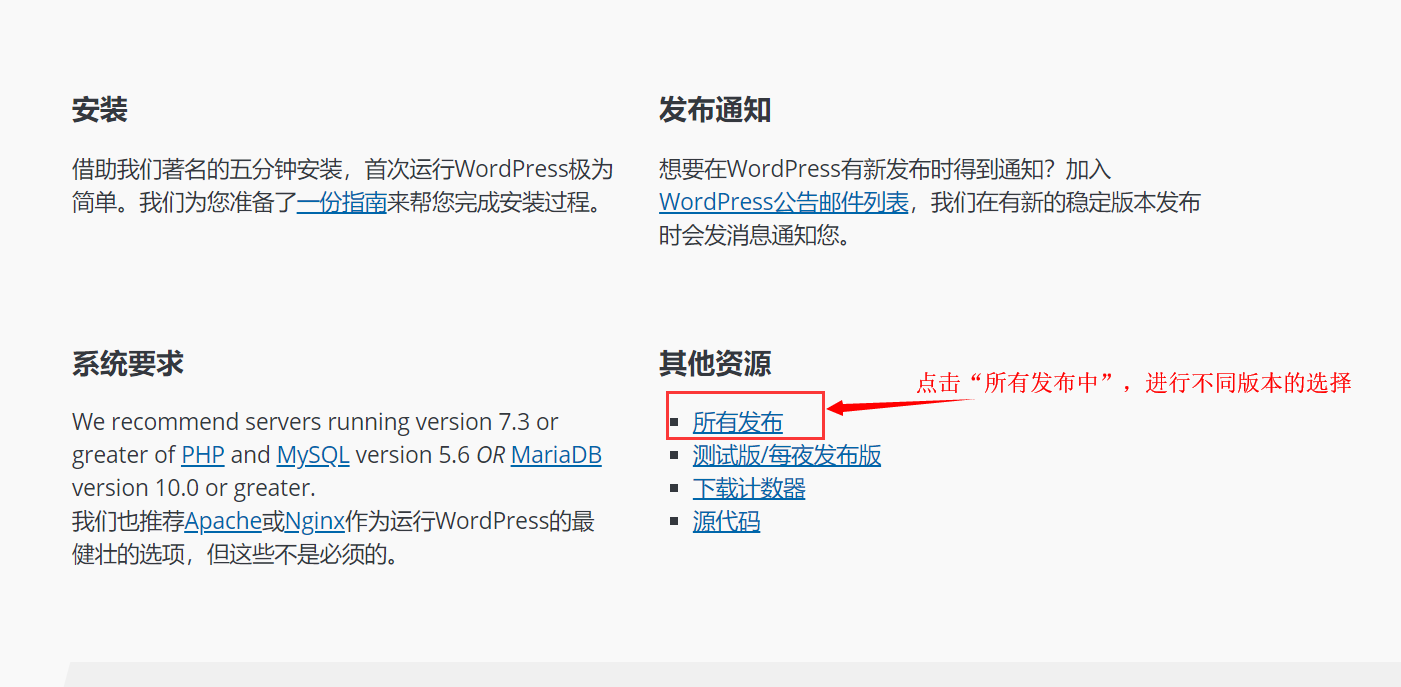 安装
借助我们著名的五分钟安装，首次运行WordPress极为
简单。我们为您准备了一份指南来帮您完成安装过程。
发布通知
想要在WordPress有新发布时得到通知？加入
WordPress公告邮件列表，我们在有新的稳定版本发布
时会发消息通知您。
系统要求
We recommend servers running version 7.3 or
greater of PHP and MySQL version 5.6 OR MariaDB
version 10.0 or greater.
我们也推荐Apache或Nginx作为运行WordPress的最
健壮的选项，但这些不是必须的。
其他资源
所有发布
测试版/每夜发布版
下载计数器
源代码
点击“所有发布中”，进行不同版本的选择